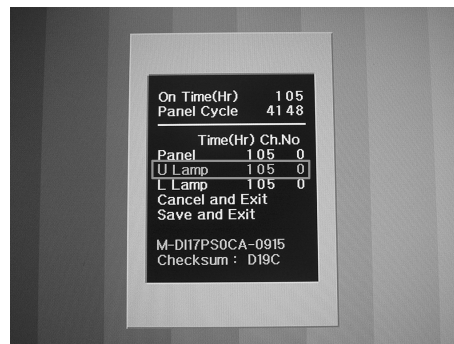 On Time(Hr) 105
Panel Cycle 4148
Time(Hr) Ch.No
Panel 105 0
U Lamp 105 0
L Lamp 105 0
Cancel and Exit
Save and Exit
M-DI17PS0CA-0915
Checksum : D19C